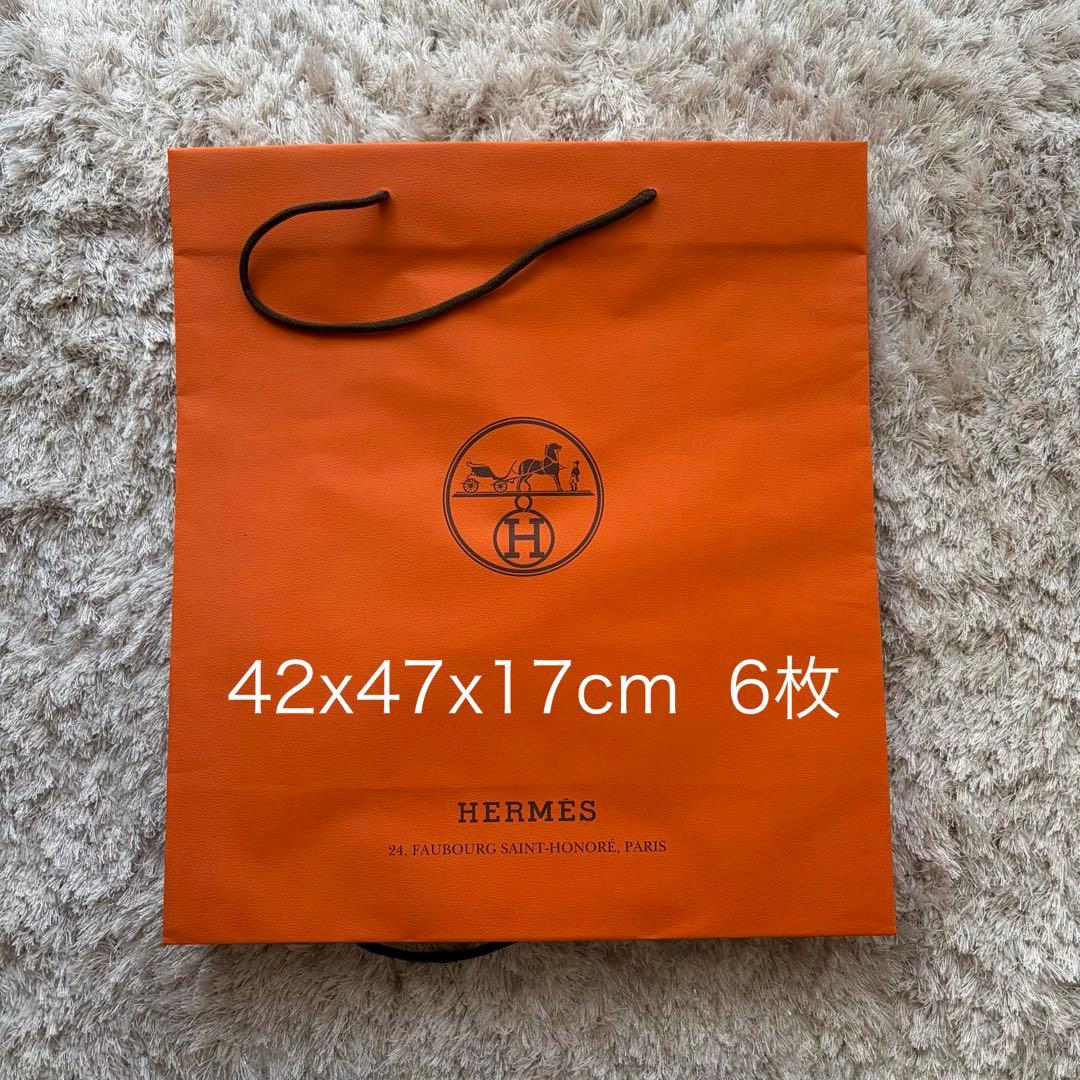 H
42x47x17cm 6枚
HERMÈS
24, FAUBOURG SAINT-HONORÉ, PARIS